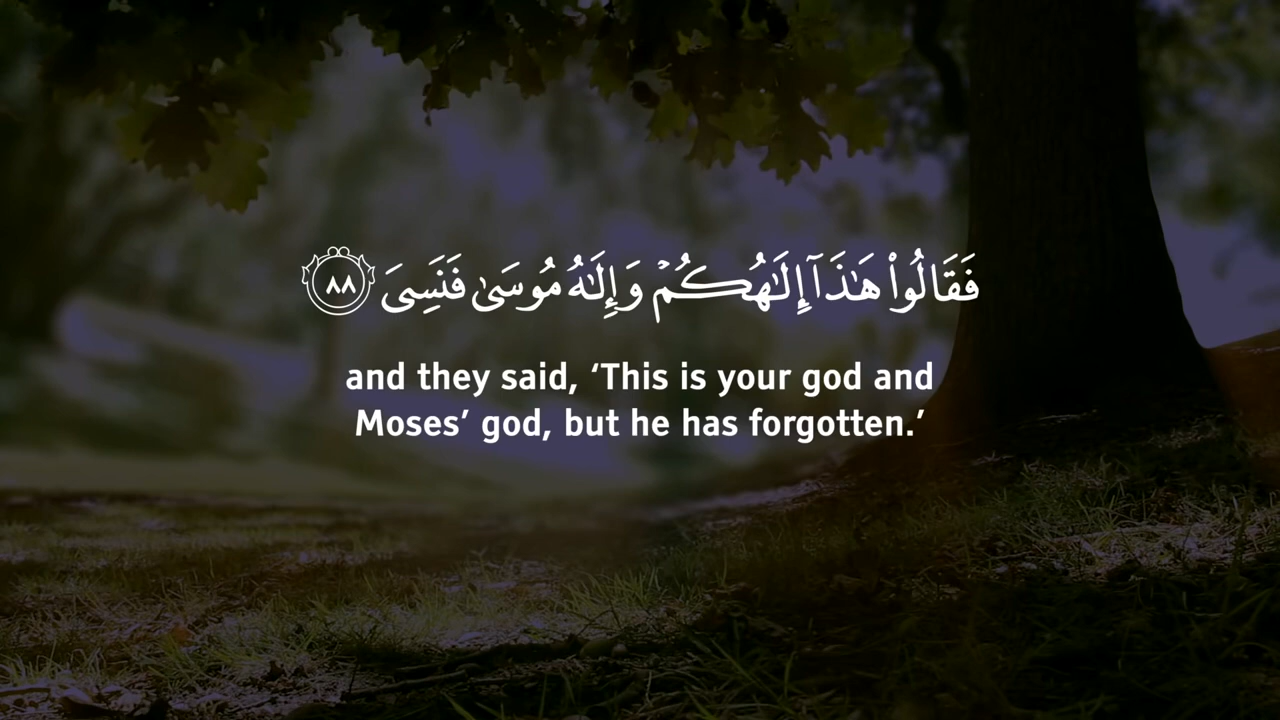 فَقَالُوا۟ هَـٰذَآ إِلَـٰهُكُمْ وَإِلَـٰهُ مُوسَىٰ فَنَسِىَ ٨٨
and they said, ‘This is your god and
Moses’ god, but he has forgotten.’